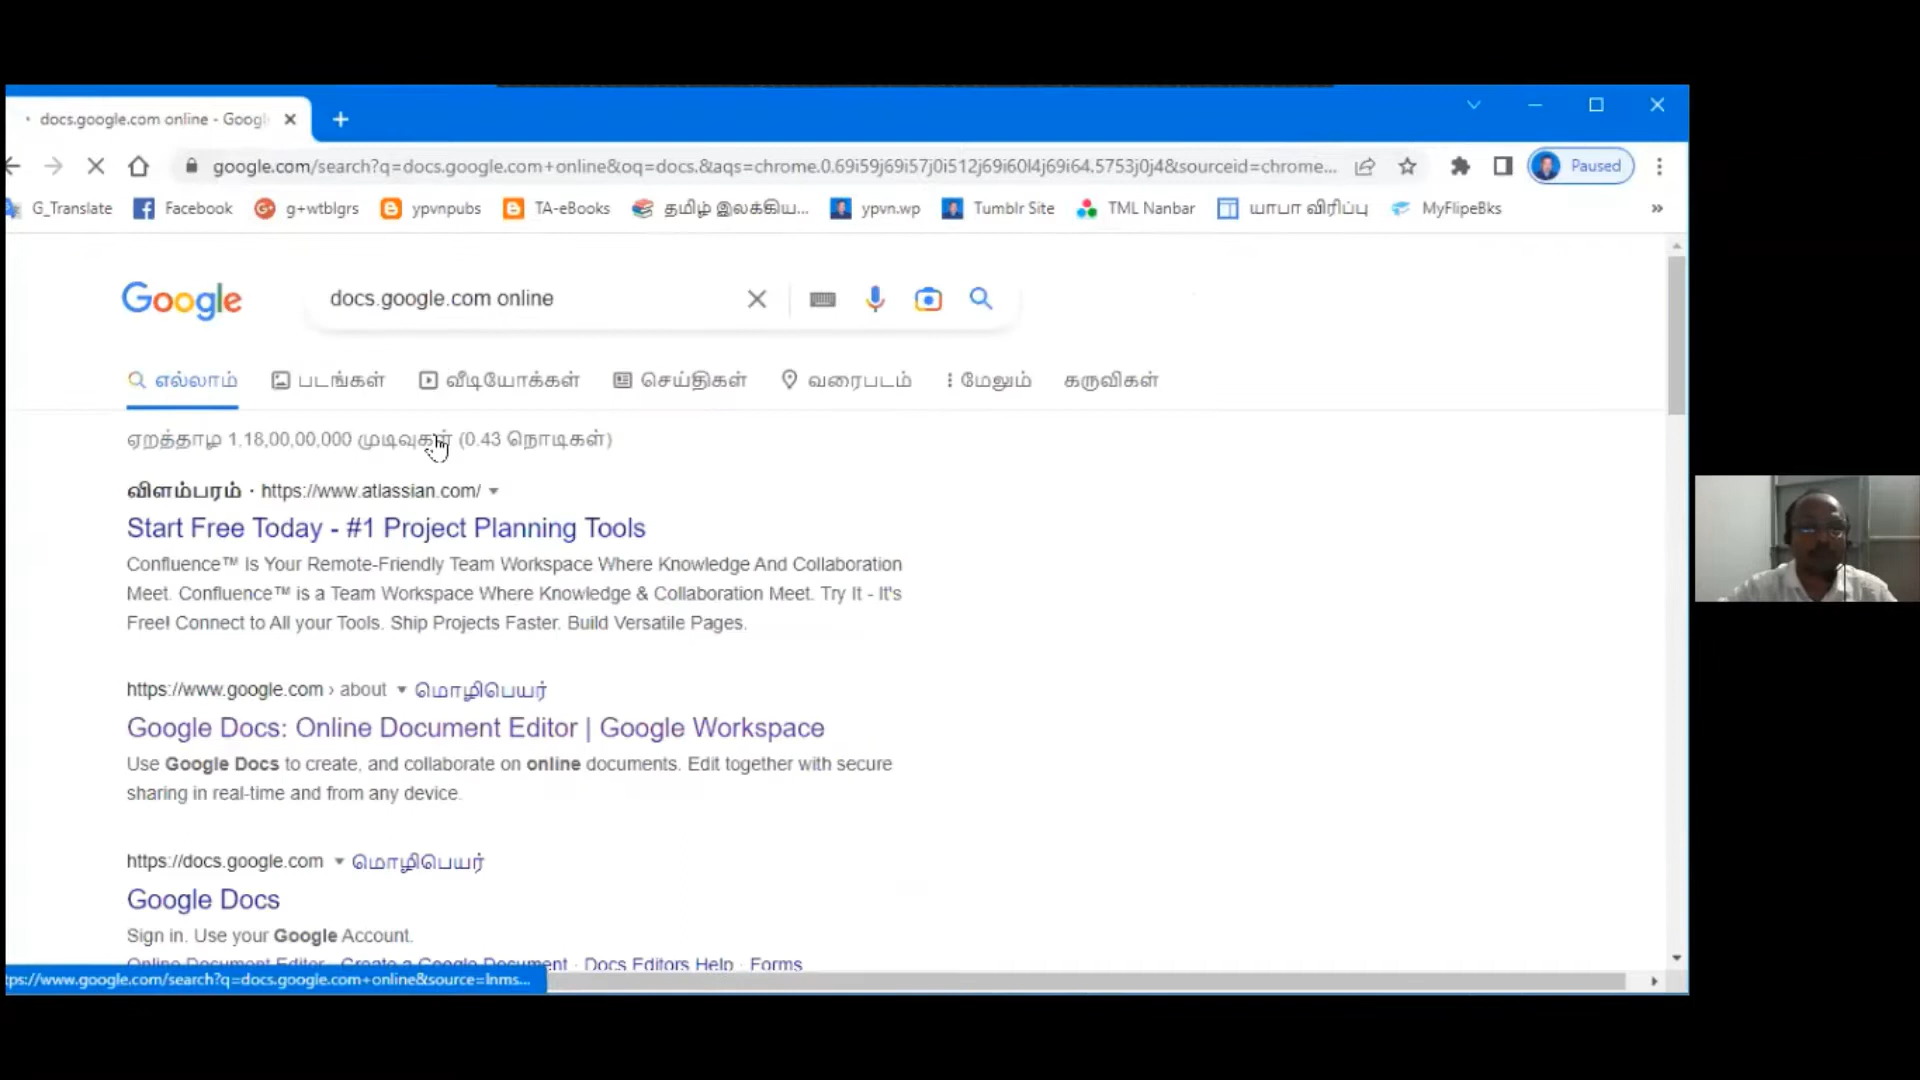 docs.google.com online - Googl
google.com/search?q=docs.google.com+online&oq=docs.&aqs=chrome.0.69i59j69i57j0i512j69i60l4j69i64.5753j0j4&sourceid=chrome...
Paused
G_Translate Facebook g+wtblgrs ypvnpubs TA-eBooks தமிழ் இலக்கிய... ypvn.wp Tumblr Site TML Nanbar யாபா விரிப்பு MyFlipeBks »
Google docs.google.com online
எல்லாம் படங்கள் வீடியோக்கள் செய்திகள் வரைபடம் மேலும் கருவிகள்
ஏறத்தாழ 1,18,00,00,000 முடிவுகள் (0.43 நொடிகள்)
விளம்பரம் · https://www.atlassian.com/
Start Free Today - #1 Project Planning Tools
Confluence™ Is Your Remote-Friendly Team Workspace Where Knowledge And Collaboration
Meet. Confluence™ is a Team Workspace Where Knowledge & Collaboration Meet. Try It - It's
Free! Connect to All your Tools. Ship Projects Faster. Build Versatile Pages.
https://www.google.com › about மொழிபெயர்
Google Docs: Online Document Editor | Google Workspace
Use Google Docs to create, and collaborate on online documents. Edit together with secure
sharing in real-time and from any device.
https://docs.google.com மொழிபெயர்
Google Docs
Sign in. Use your Google Account.
Online Document Editor · Create a Google Document · Docs Editors Help · Forms
tps://www.google.com/search?q=docs.google.com+online&source=lnms...